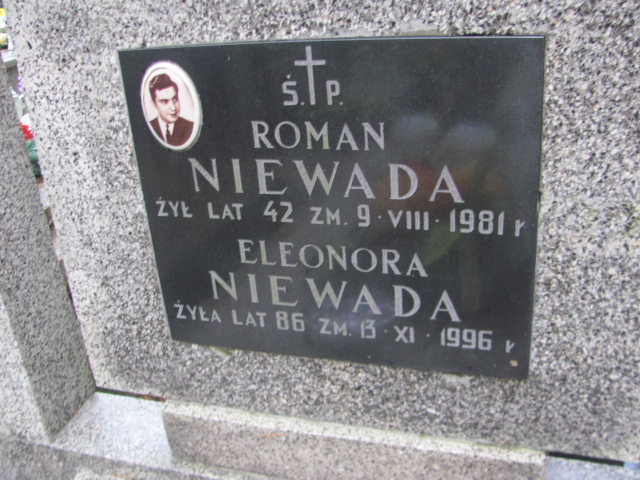 Ś. P.
ROMAN
NIEWADA
ŻYŁ LAT 42 ZM. 9·VIII·1981 r
ELEONORA
NIEWADA
ŻYŁA LAT 86 ZM. 13·XI·1996 r